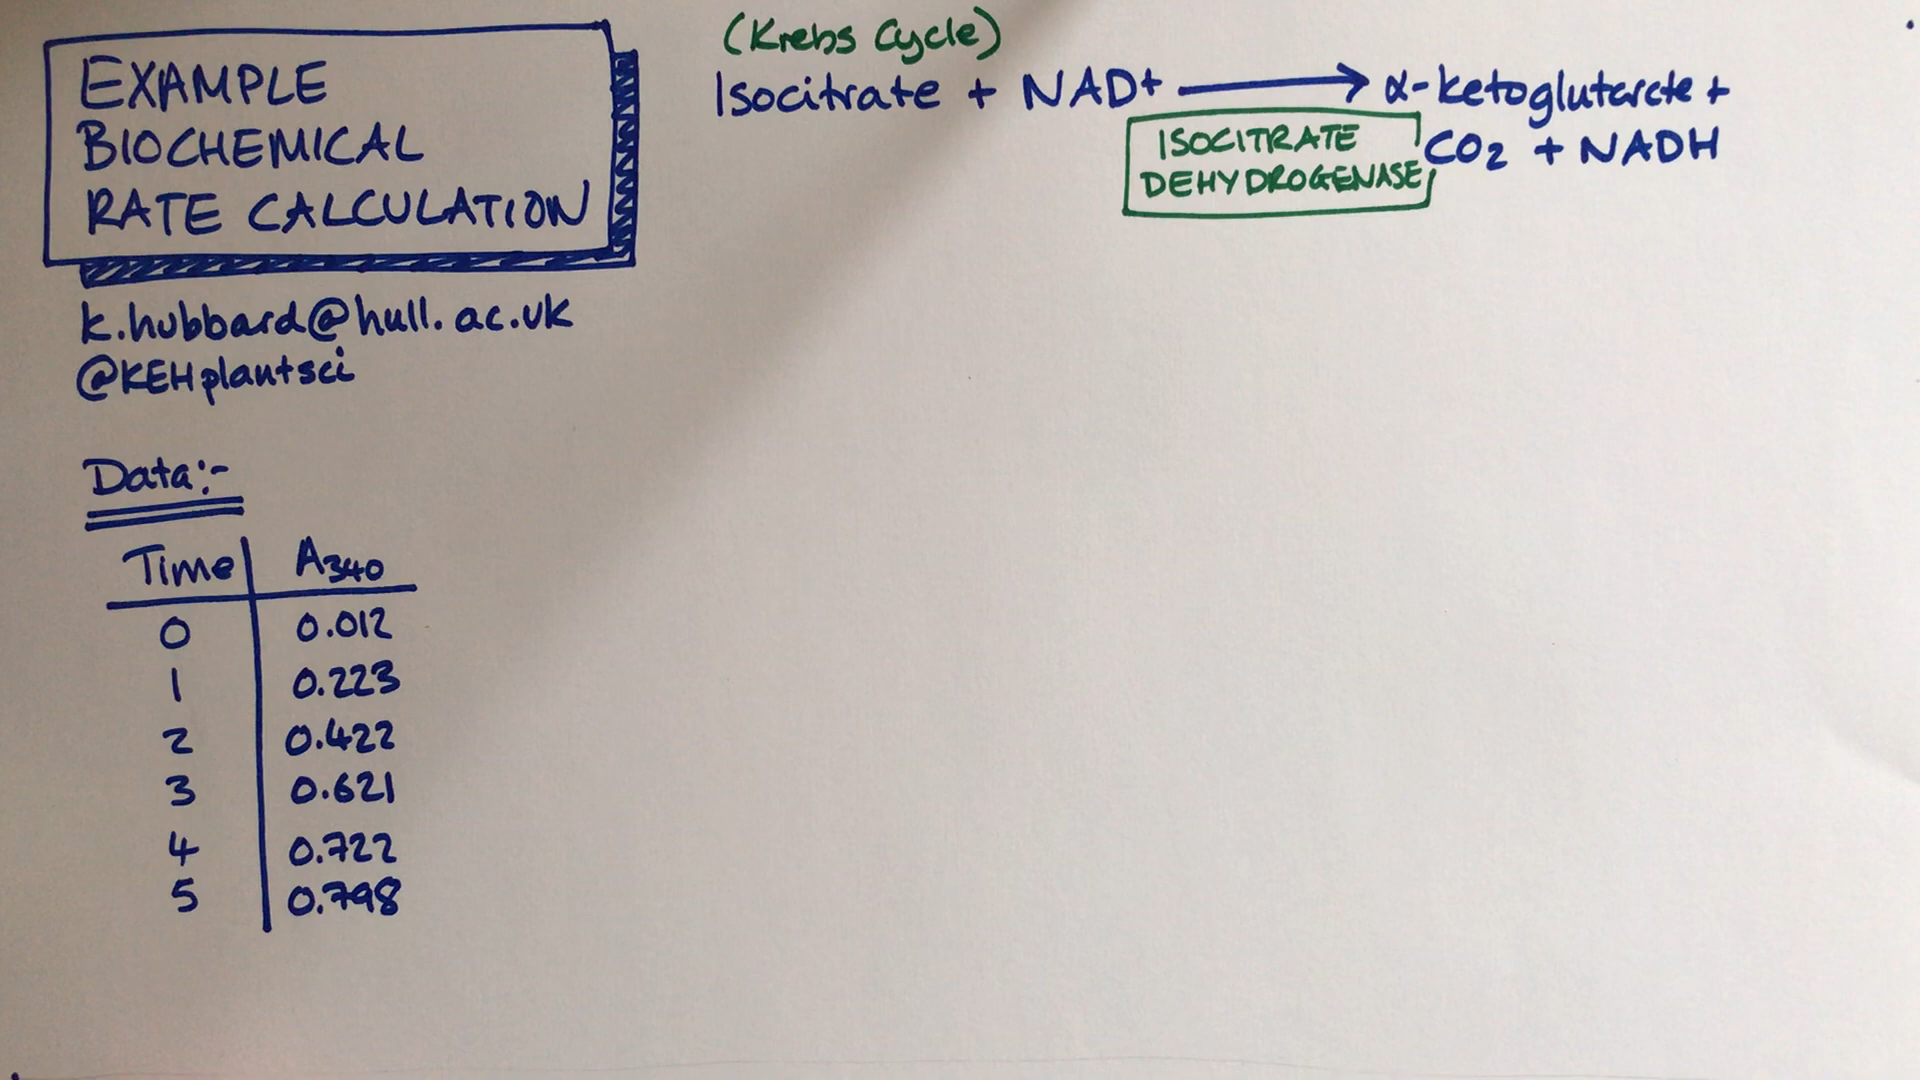 EXAMPLE
BIOCHEMICAL
RATE CALCULATION
k.hubbard@hull.ac.uk
@KEHplantsci
(Krebs Cycle)
Isocitrate + NAD+ ⟶ α-ketoglutarate +
ISOCITRATE
DEHYDROGENASE
CO₂ + NADH
Data:-
Time A₃₄₀
0 0.012
1 0.223
2 0.422
3 0.621
4 0.722
5 0.798